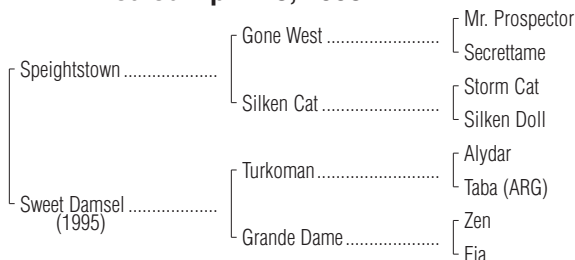 Mr. Prospector
Gone West
Secrettame
Speightstown
Storm Cat
Silken Cat
Silken Doll
Alydar
Turkoman
Taba (ARG)
Sweet Damsel
(1995)
Zen
Grande Dame